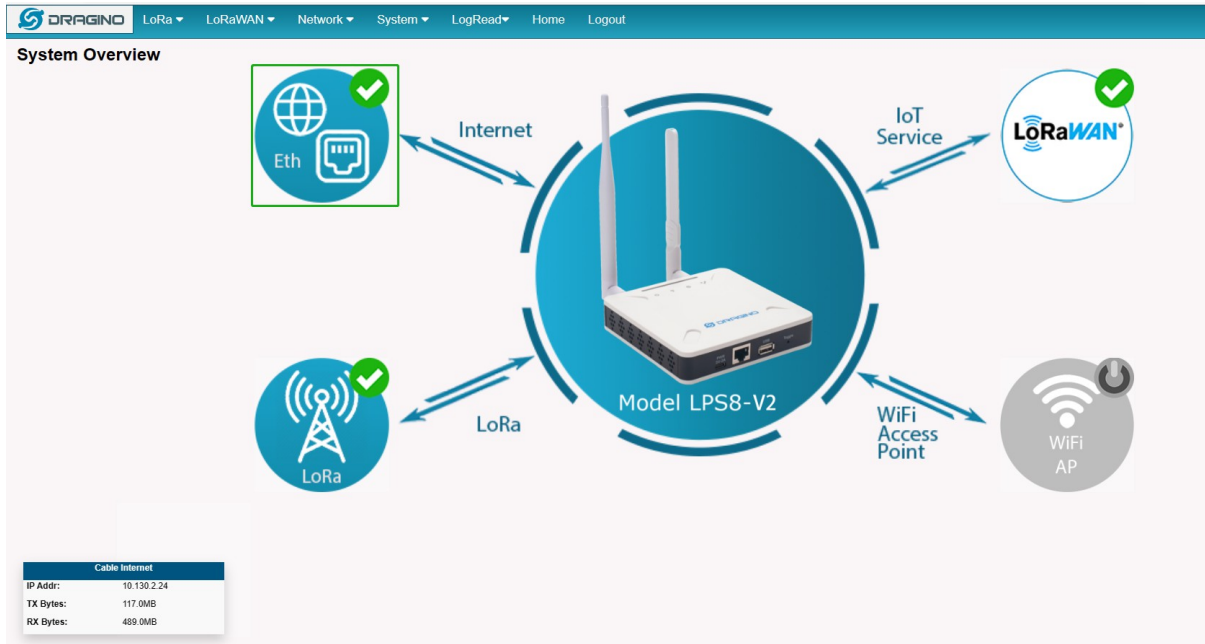 DRAGINO
LoRa
LoRaWAN
Network
System
LogRead
Home
Logout
System Overview
Eth
Internet
IoT
Service
LoRaWAN®
DRAGINO
Model LPS8-V2
LoRa
LoRa
WiFi
Access
Point
WiFi
AP
Cable Internet
IP Addr: 10.130.2.24
TX Bytes: 117.0MB
RX Bytes: 489.0MB